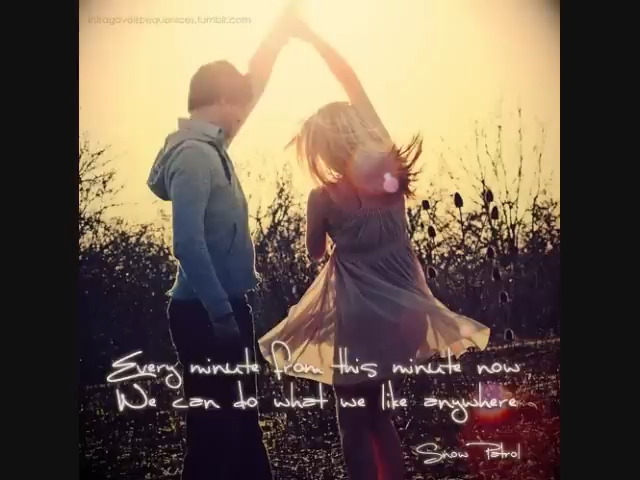 Every minute from this minute now
We can do what we like anywhere
Snow Patrol